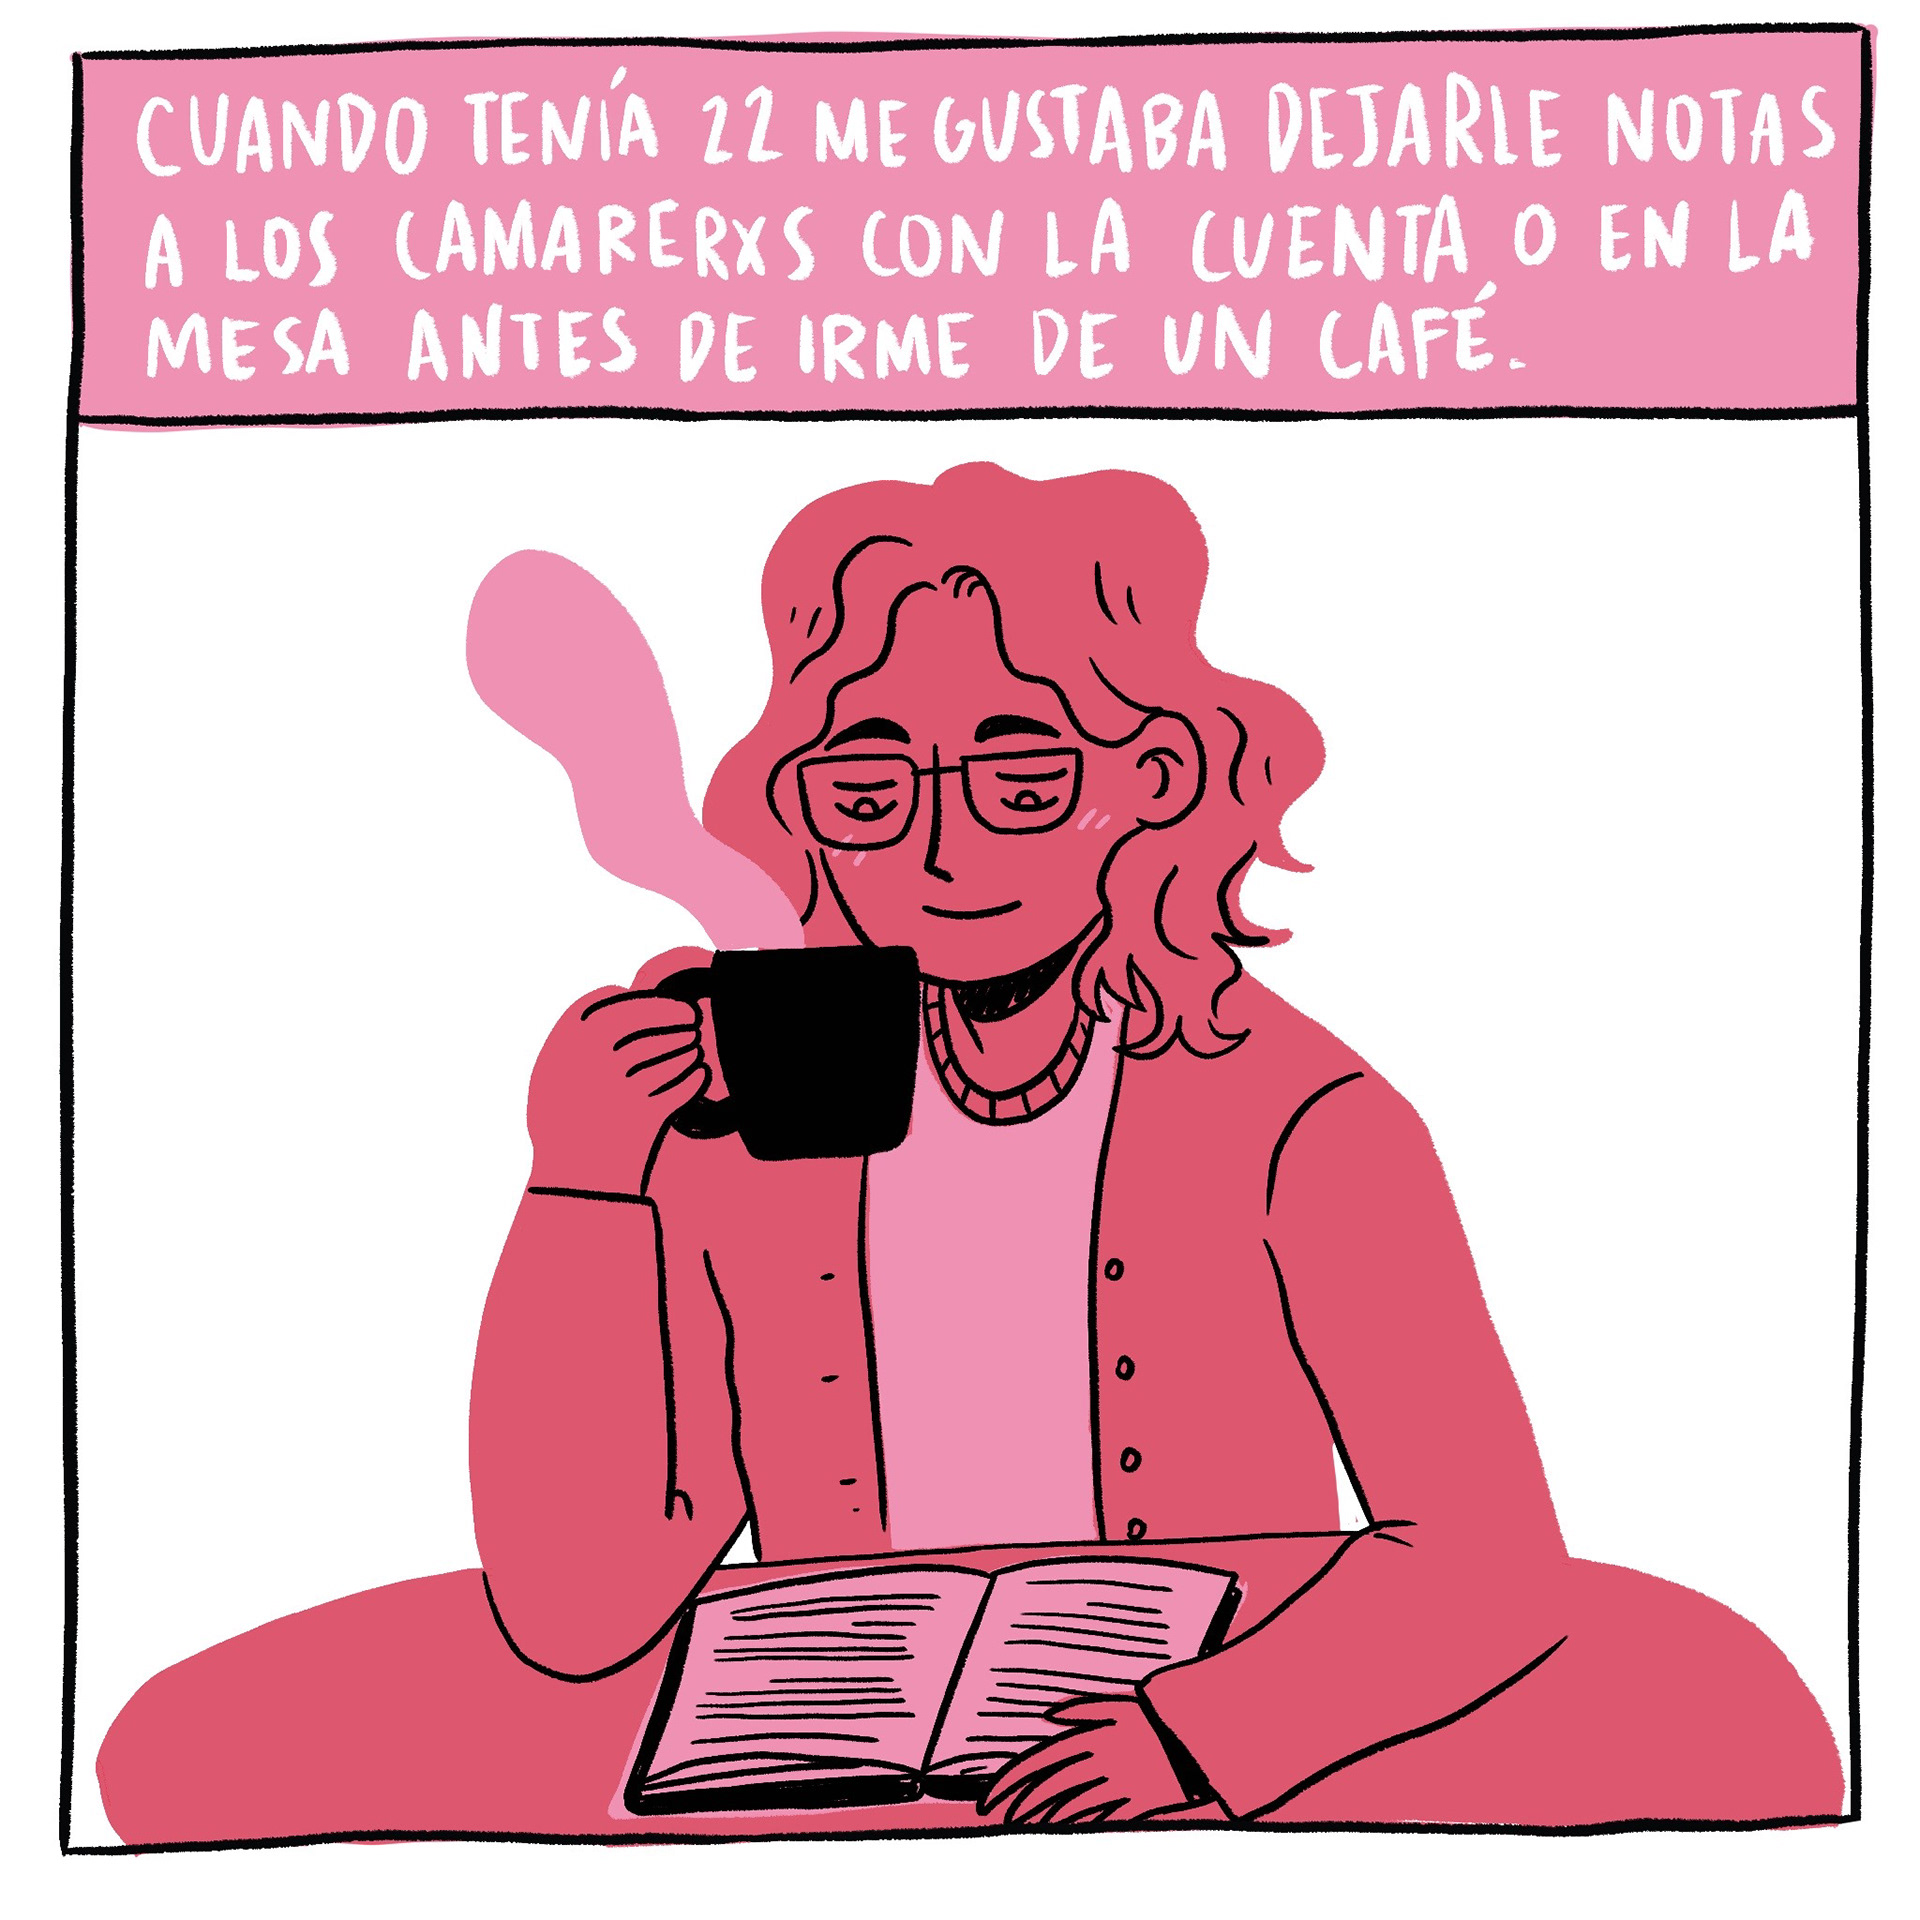 CUANDO TENÍA 22 ME GUSTABA DEJARLE NOTAS
A LOS CAMARERXS CON LA CUENTA O EN LA
MESA ANTES DE IRME DE UN CAFÉ.